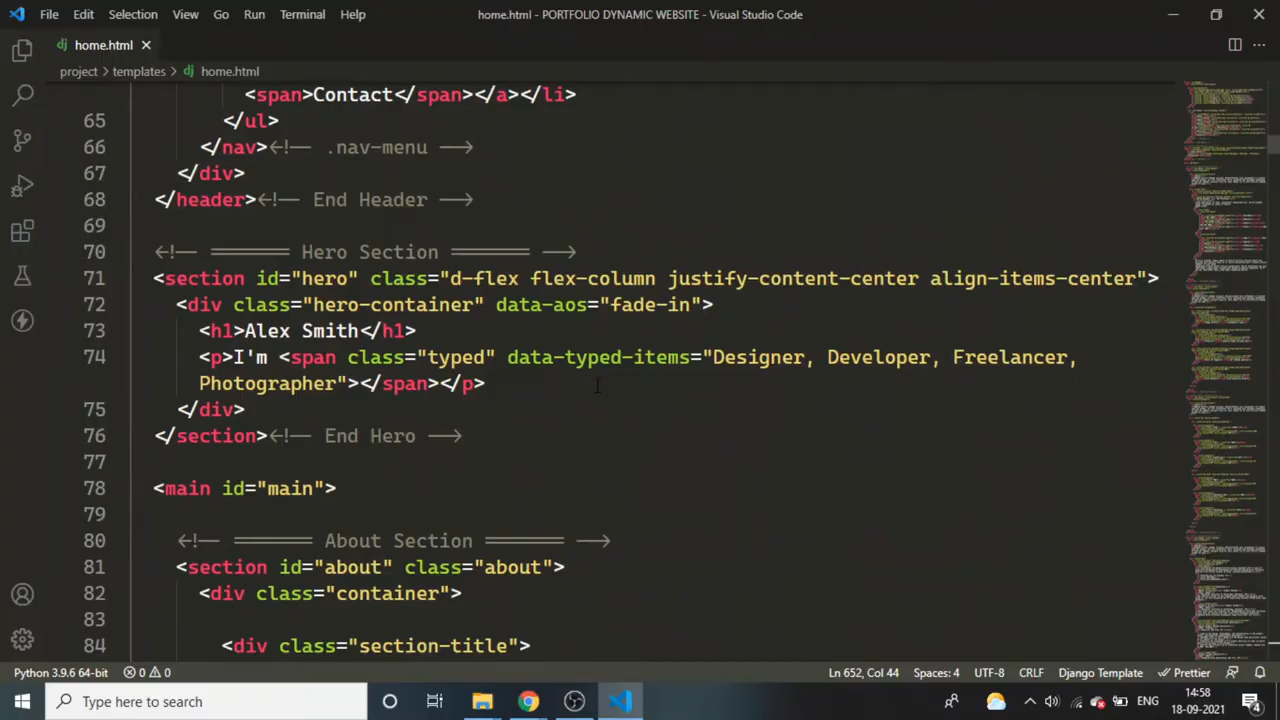 File Edit Selection View Go Run Terminal Help home.html - PORTFOLIO DYNAMIC WEBSITE - Visual Studio Code
dj home.html
project > templates > dj home.html
<span>Contact</span></a></li>
65 </ul>
66 </nav><!-- .nav-menu -->
67 </div>
68 </header><!-- End Header -->
69
70 <!-- ======= Hero Section ======= -->
71 <section id="hero" class="d-flex flex-column justify-content-center align-items-center">
72 <div class="hero-container" data-aos="fade-in">
73 <h1>Alex Smith</h1>
74 <p>I'm <span class="typed" data-typed-items="Designer, Developer, Freelancer,
Photographer"></span></p>
75 </div>
76 </section><!-- End Hero -->
77
78 <main id="main">
79
80 <!-- ======= About Section ======= -->
81 <section id="about" class="about">
82 <div class="container">
83
84 <div class="section-title">
Python 3.9.6 64-bit 0 0 Ln 652, Col 44 Spaces: 4 UTF-8 CRLF Django Template Prettier
Type here to search ENG 14:58
18-09-2021 4